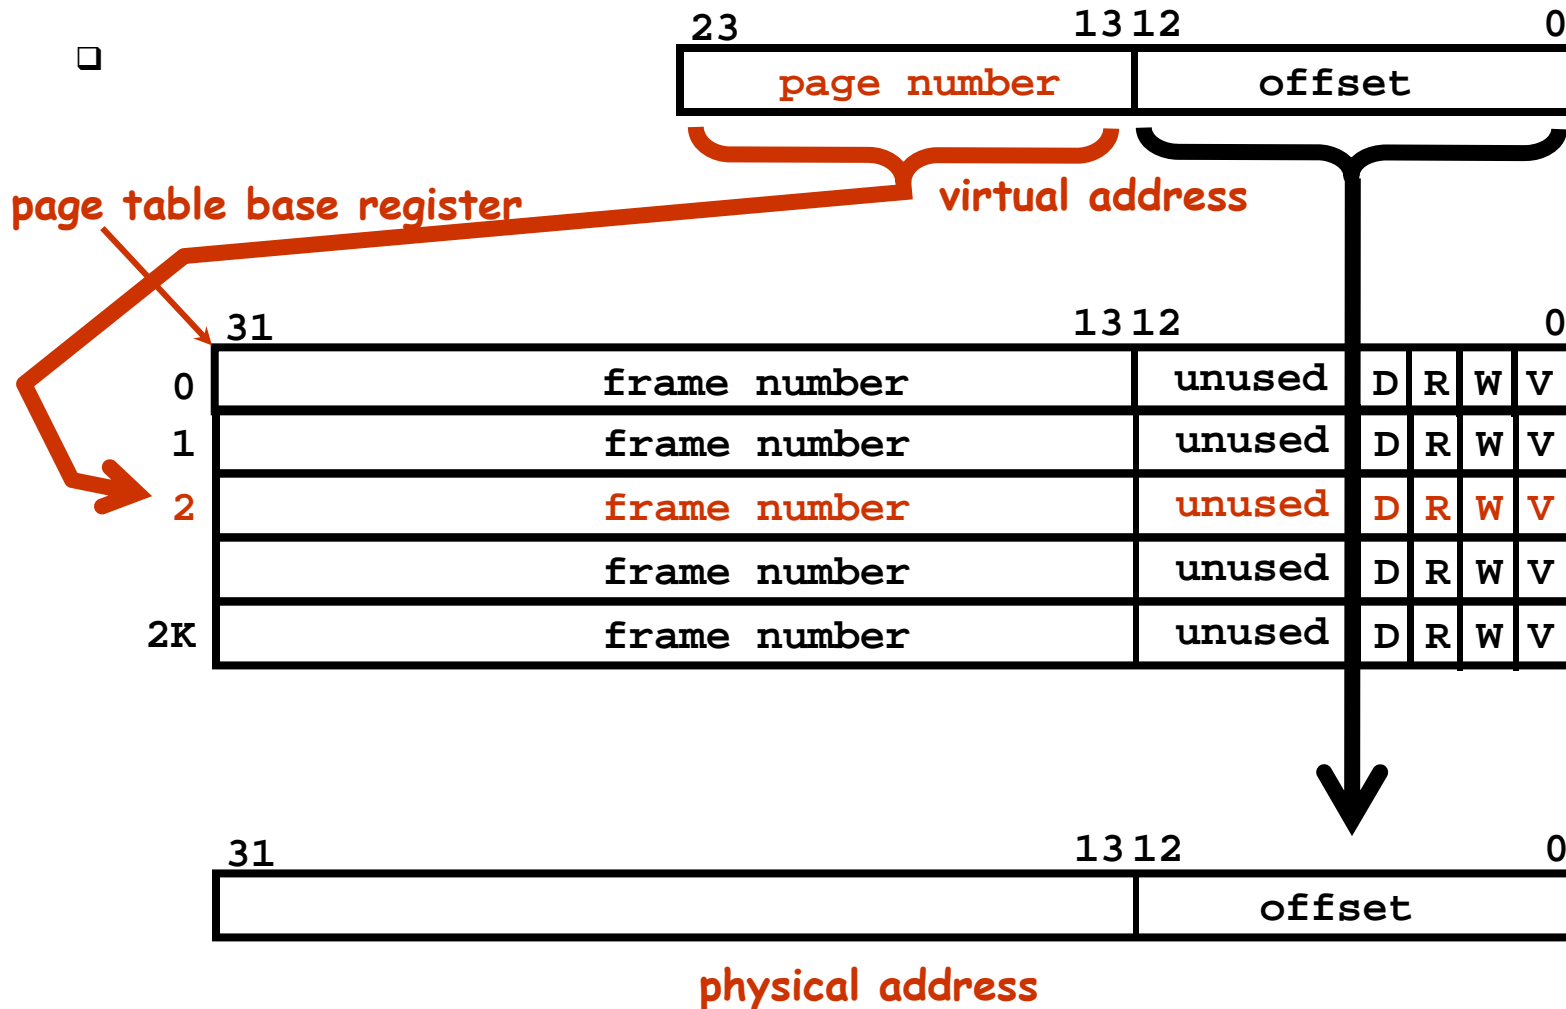 23 13 12 0
page number offset
virtual address
page table base register
31 13 12 0
0 frame number unused D R W V
1 frame number unused D R W V
2 frame number unused D R W V
frame number unused D R W V
2K frame number unused D R W V
31 13 12 0
offset
physical address